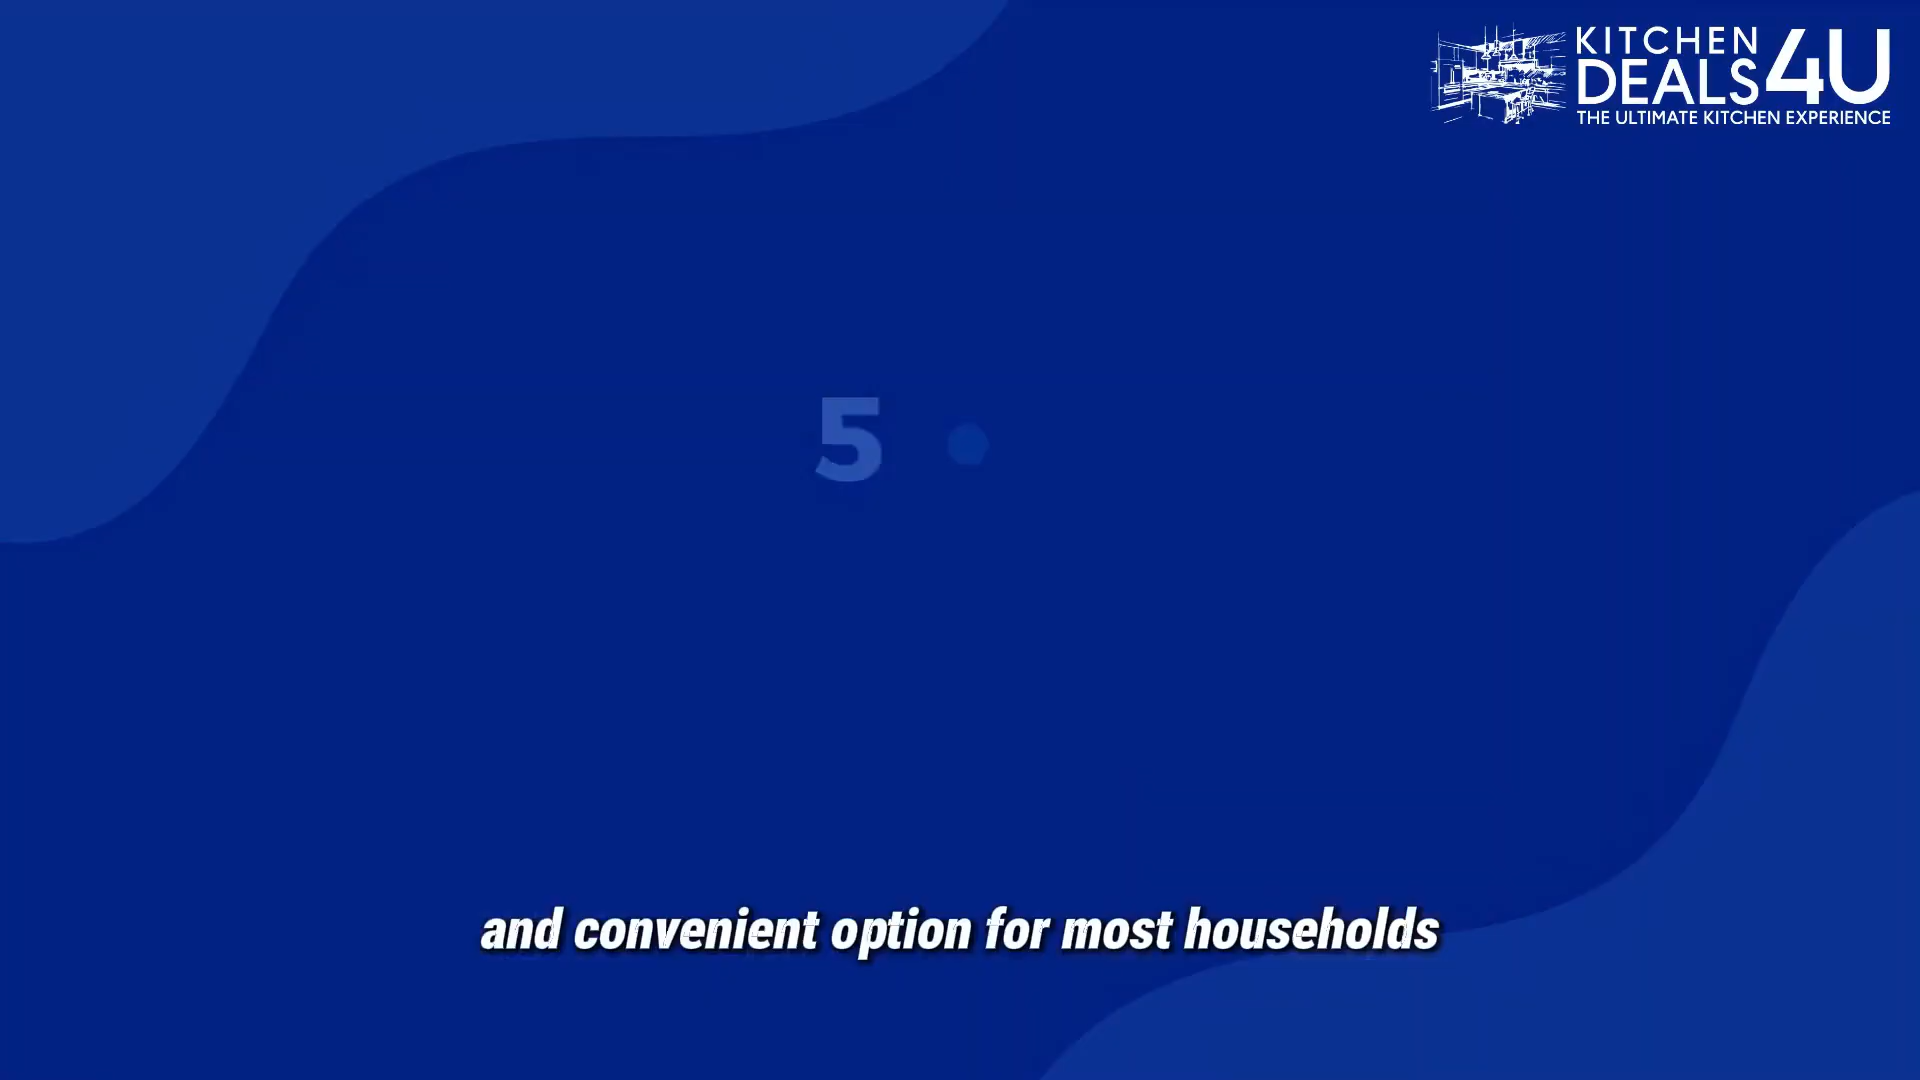 KITCHEN
DEALS4U
THE ULTIMATE KITCHEN EXPERIENCE
5
and convenient option for most households